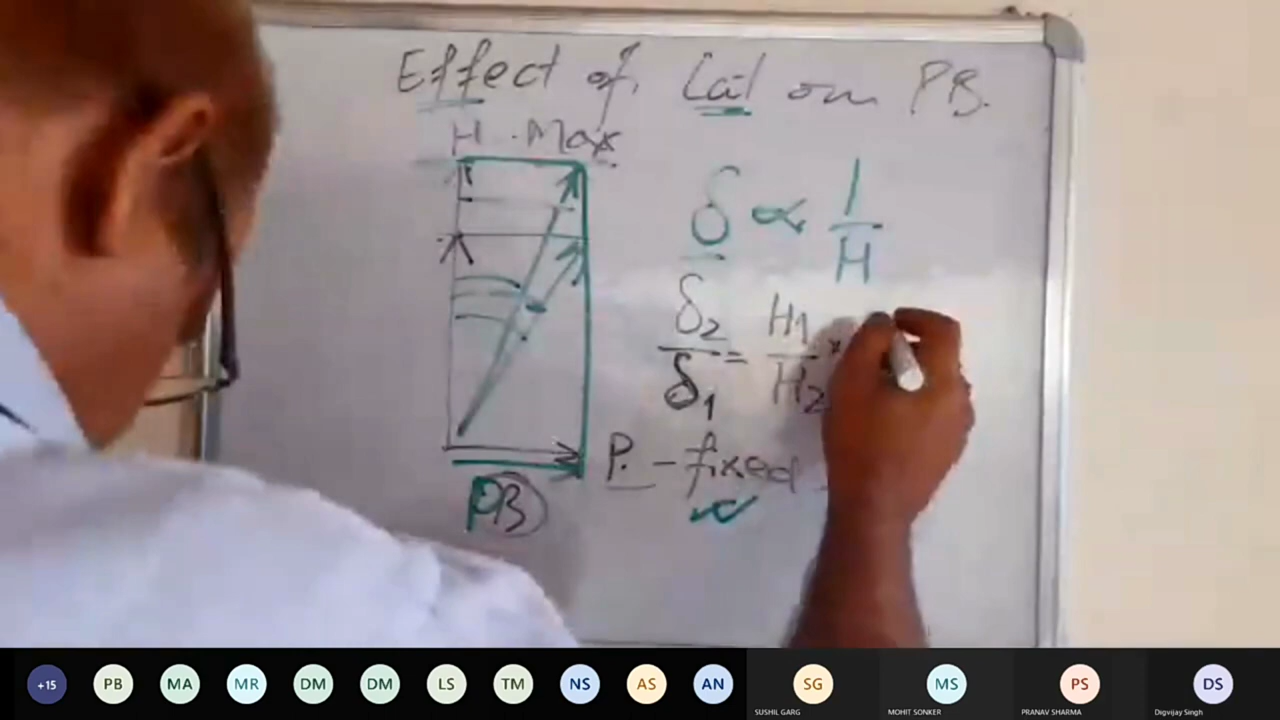 Effect of Lat on PB.
H Max
δ ∝ 1/H
δ2/δ1 = H1/H2 ×
P. - fixed
PB
+15 PB MA MR DM DM LS TM NS AS AN SG MS PS DS
SUSHIL GARG MOHIT SONKER PRANAV SHARMA Digvijay Singh